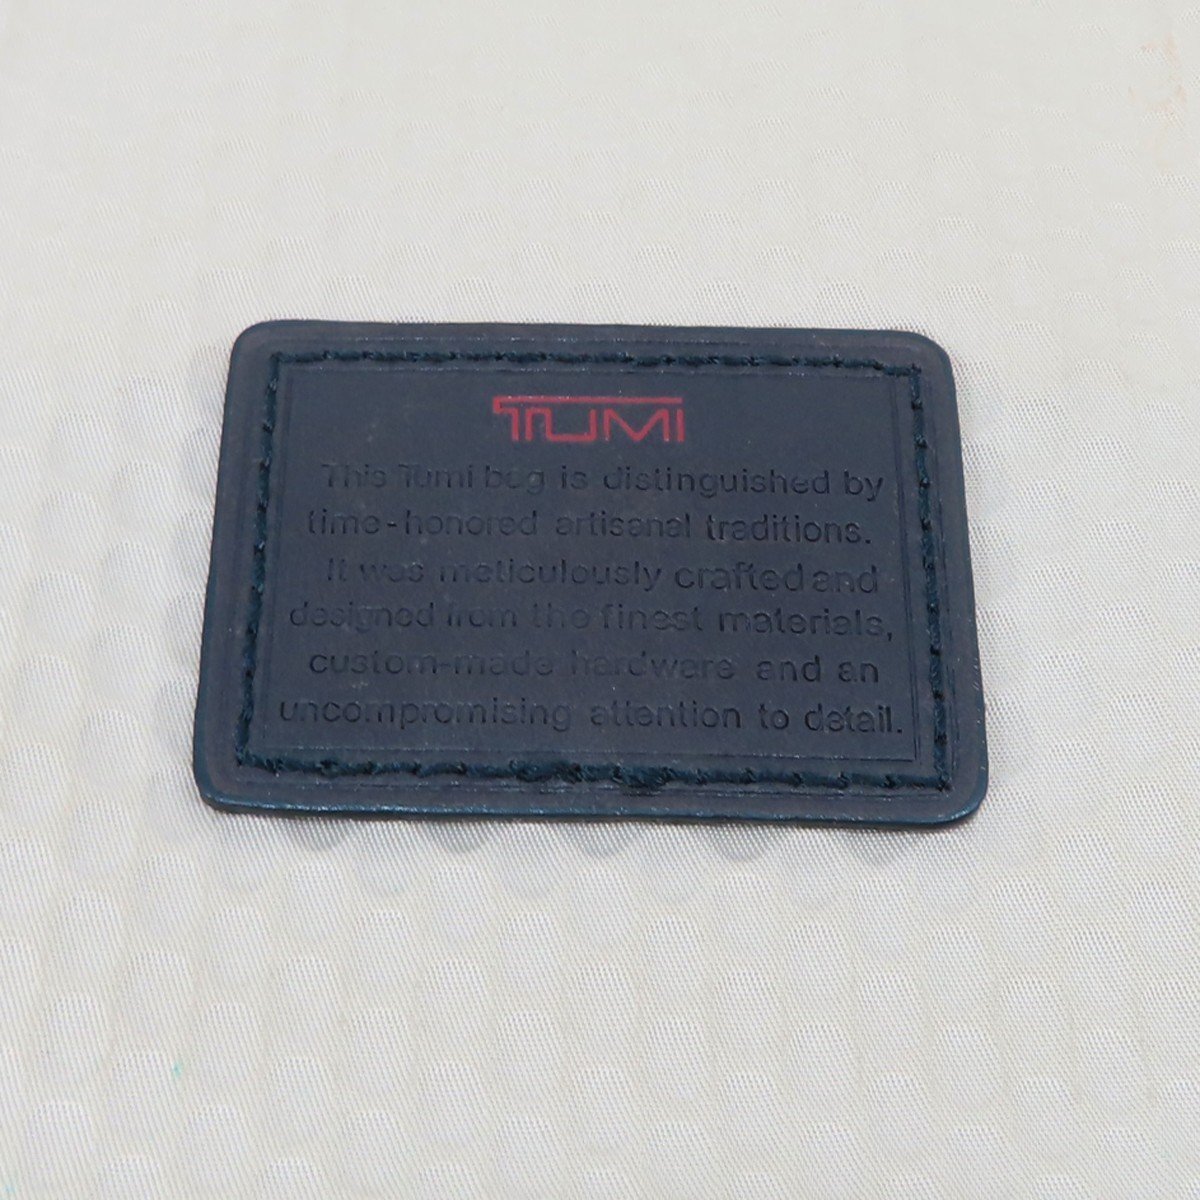 TUMI
This Tumi bag is distinguished by
time-honored artisanal traditions.
It was meticulously crafted and
designed from the finest materials,
custom-made hardware and an
uncompromising attention to detail.